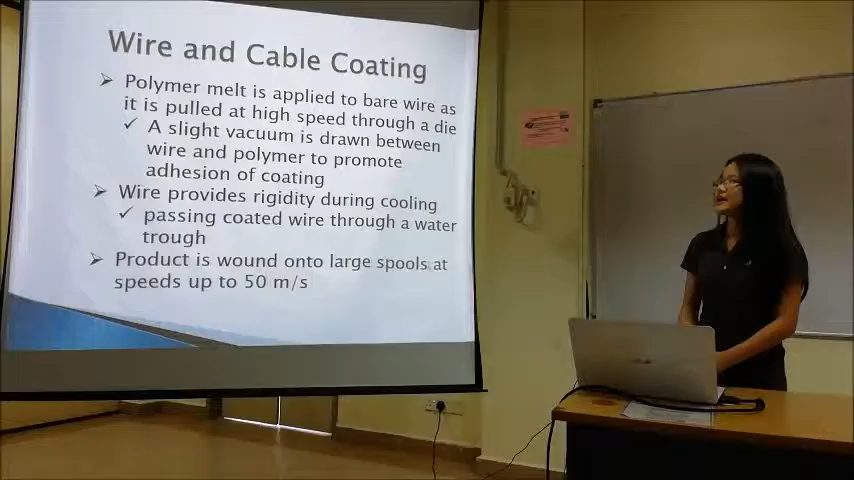 Wire and Cable Coating
Polymer melt is applied to bare wire as
it is pulled at high speed through a die
A slight vacuum is drawn between
wire and polymer to promote
adhesion of coating
Wire provides rigidity during cooling
passing coated wire through a water
trough
Product is wound onto large spools at
speeds up to 50 m/s